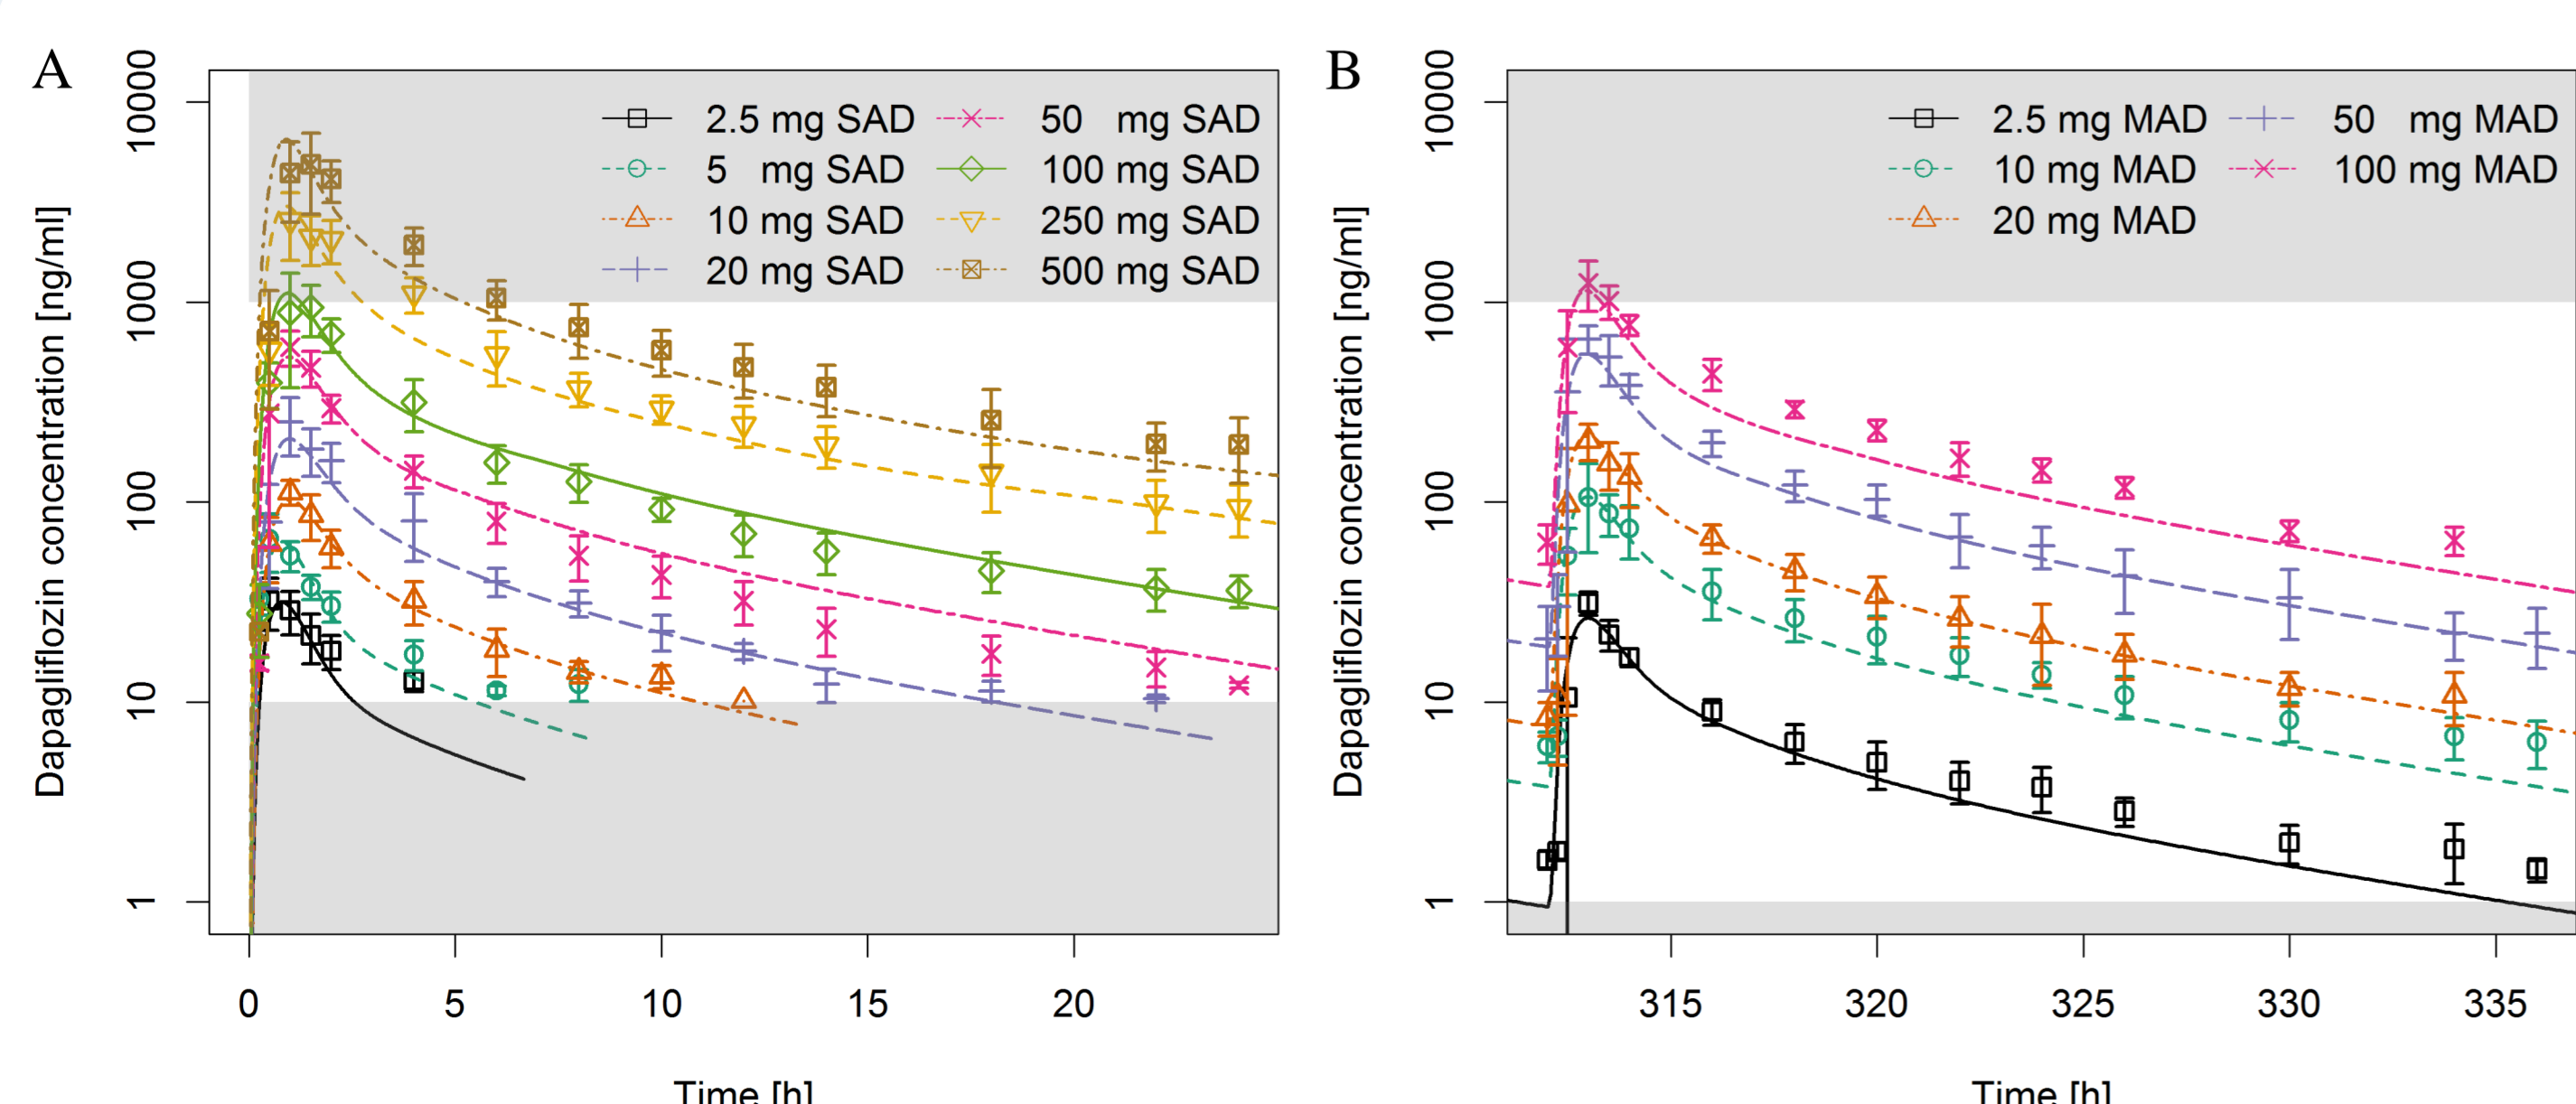 A
Dapagliflozin concentration [ng/ml]
10000
1000
100
10
1
2.5 mg SAD
5 mg SAD
10 mg SAD
20 mg SAD
50 mg SAD
100 mg SAD
250 mg SAD
500 mg SAD
0 5 10 15 20
Time [h]
B
Dapagliflozin concentration [ng/ml]
10000
1000
100
10
1
2.5 mg MAD
10 mg MAD
20 mg MAD
50 mg MAD
100 mg MAD
315 320 325 330 335
Time [h]